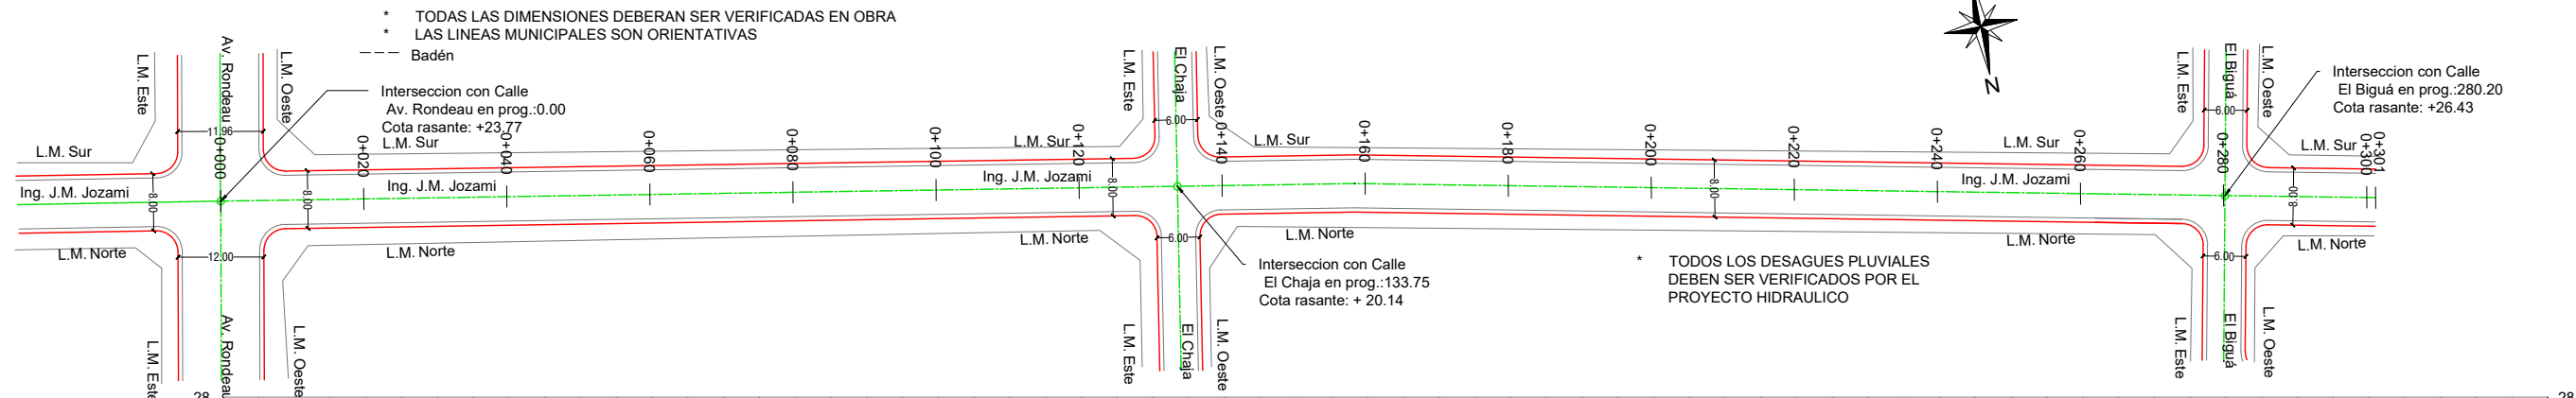 * TODAS LAS DIMENSIONES DEBERAN SER VERIFICADAS EN OBRA
* LAS LINEAS MUNICIPALES SON ORIENTATIVAS
Badén
L.M. Este
Av. Rondeau
L.M. Oeste
Interseccion con Calle
Av. Rondeau en prog.:0.00
Cota rasante: +23.77
L.M. Sur
11.96
0+000
L.M. Sur
0+020
0+040
0+060
0+080
0+100
0+120
0+140
0+160
0+180
0+200
0+220
0+240
0+260
0+280
0+300
0+301
Ing. J.M. Jozami
8.00
8.00
Ing. J.M. Jozami
L.M. Norte
12.00
L.M. Norte
L.M. Este
Av. Rondeau
L.M. Oeste
28
L.M. Este
El Chaja
L.M. Oeste
6.00
L.M. Sur
L.M. Sur
Ing. J.M. Jozami
8.00
L.M. Norte
6.00
L.M. Norte
Interseccion con Calle
El Chaja en prog.:133.75
Cota rasante: + 20.14
L.M. Este
El Chaja
L.M. Oeste
8.00
* TODOS LOS DESAGUES PLUVIALES
DEBEN SER VERIFICADOS POR EL
PROYECTO HIDRAULICO
N
L.M. Este
El Biguá
L.M. Oeste
6.00
Interseccion con Calle
El Biguá en prog.:280.20
Cota rasante: +26.43
L.M. Sur
L.M. Sur
Ing. J.M. Jozami
8.00
L.M. Norte
6.00
L.M. Norte
L.M. Este
El Biguá
L.M. Oeste
28